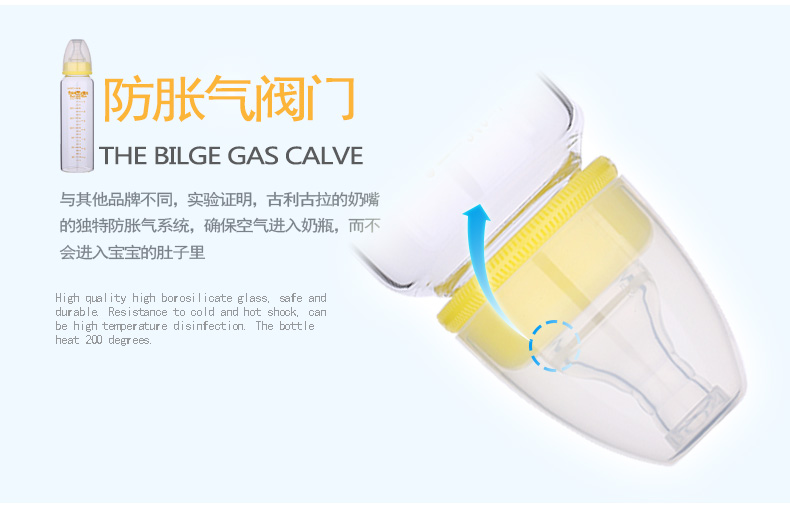 防胀气阀门
THE BILGE GAS CALVE
与其他品牌不同，实验证明，古利古拉的奶嘴
的独特防胀气系统，确保空气进入奶瓶，而不
会进入宝宝的肚子里
High quality high borosilicate glass, safe and
durable. Resistance to cold and hot shock, can
be high temperature disinfection. The bottle
heat 200 degrees.